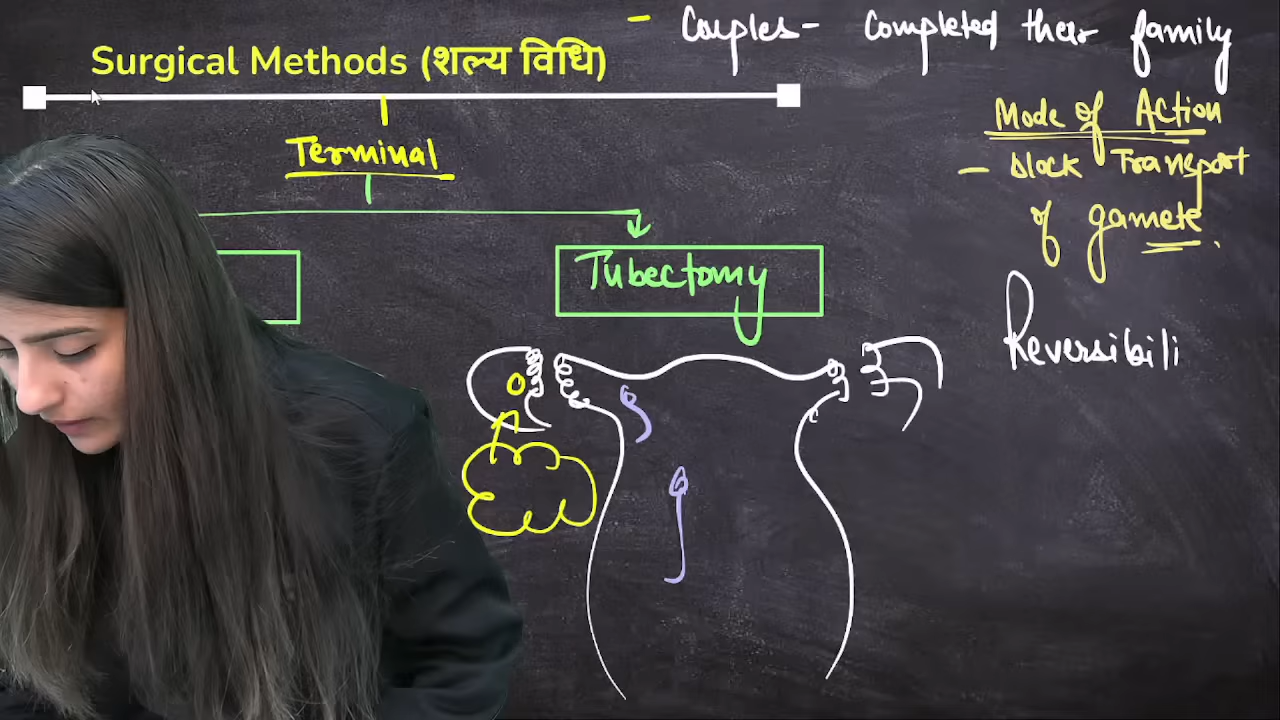 – Couples – Completed their family
Surgical Methods (शल्य विधि)
Mode of Action
Terminal
– Block Transport
of gamete.
Tubectomy
Reversibili